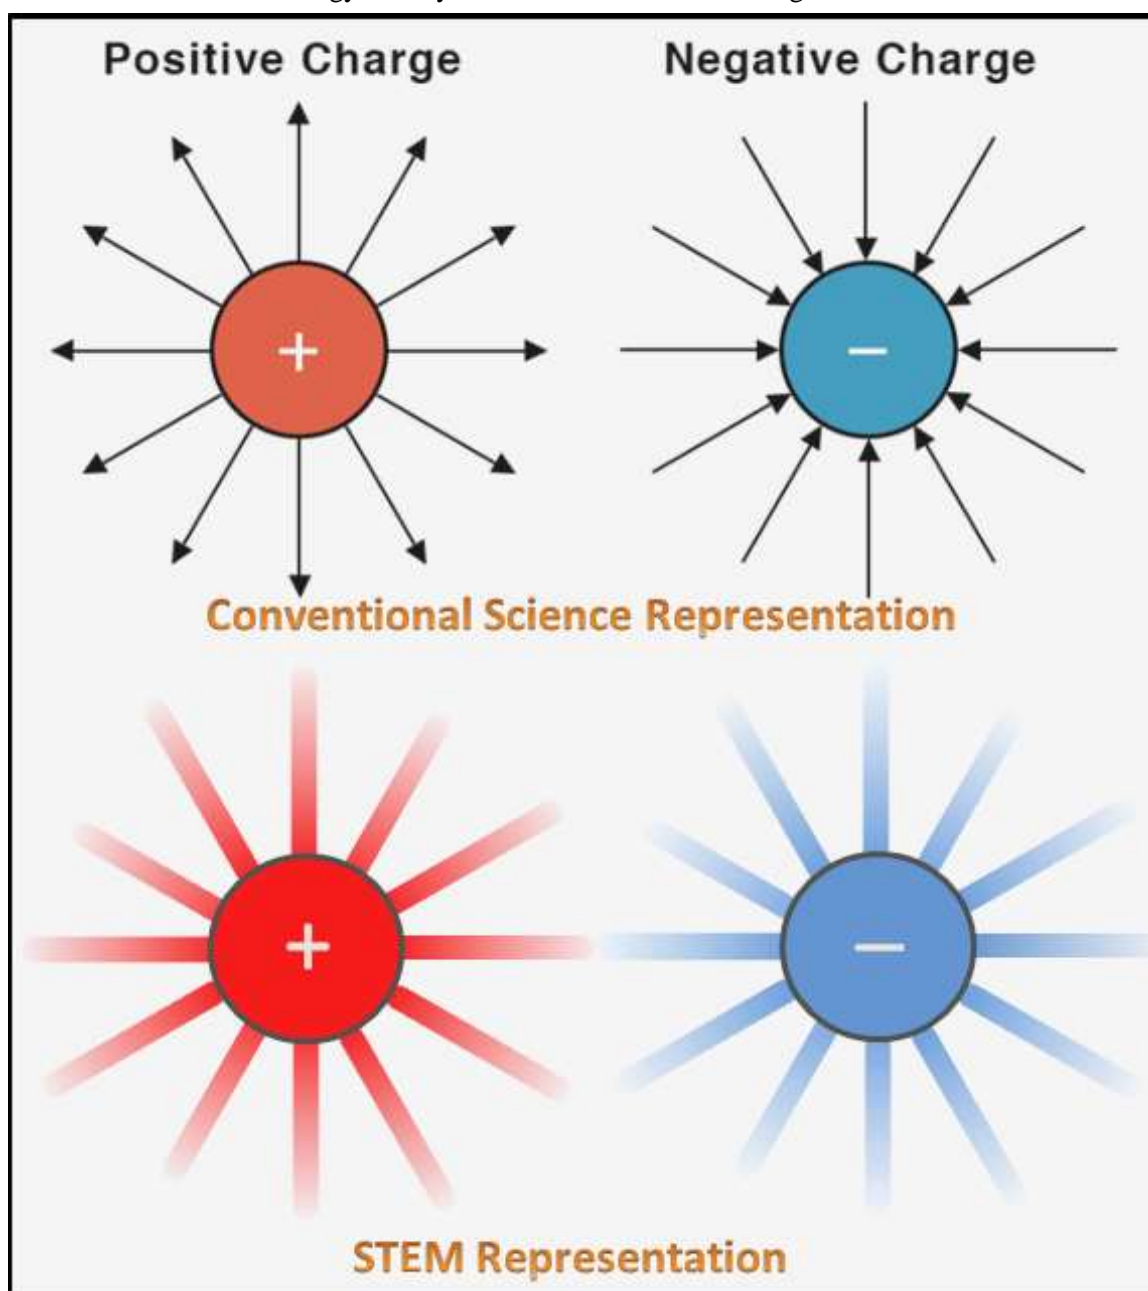 Positive Charge Negative Charge
+ −
Conventional Science Representation
+ −
STEM Representation